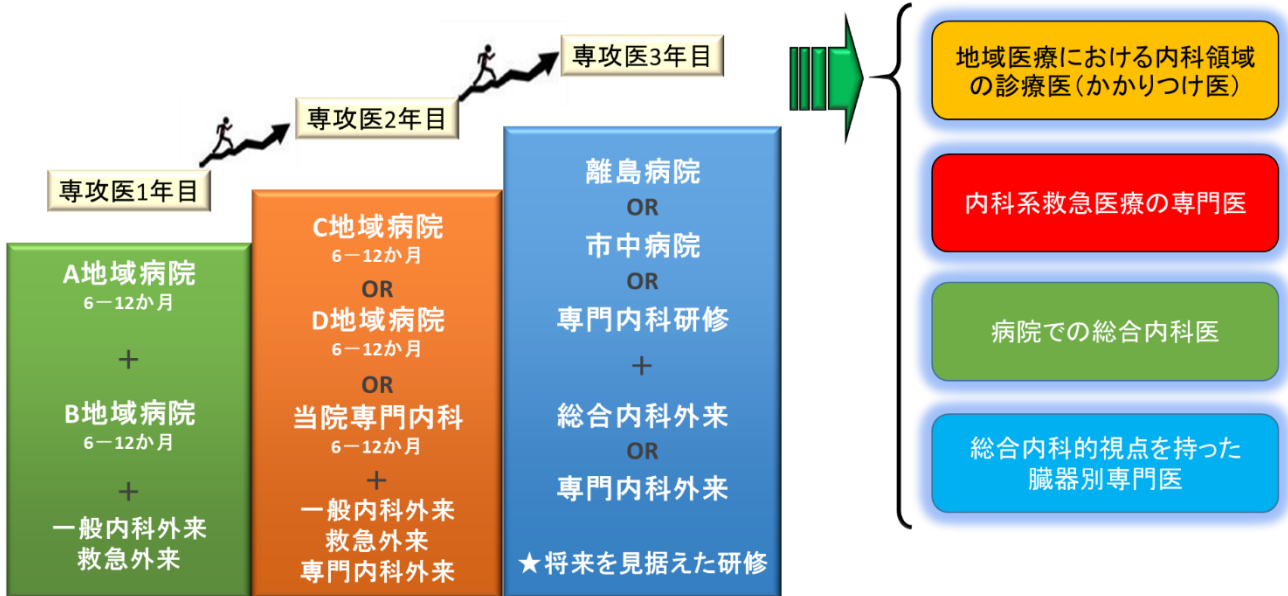 専攻医1年目
A地域病院
6－12か月
+
B地域病院
6－12か月
+
一般内科外来
救急外来
専攻医2年目
C地域病院
6－12か月
OR
D地域病院
6－12か月
OR
当院専門内科
6－12か月
+
一般内科外来
救急外来
専門内科外来
専攻医3年目
離島病院
OR
市中病院
OR
専門内科研修
+
総合内科外来
OR
専門内科外来
★将来を見据えた研修
地域医療における内科領域
の診療医(かかりつけ医)
内科系救急医療の専門医
病院での総合内科医
総合内科的視点を持った
臓器別専門医